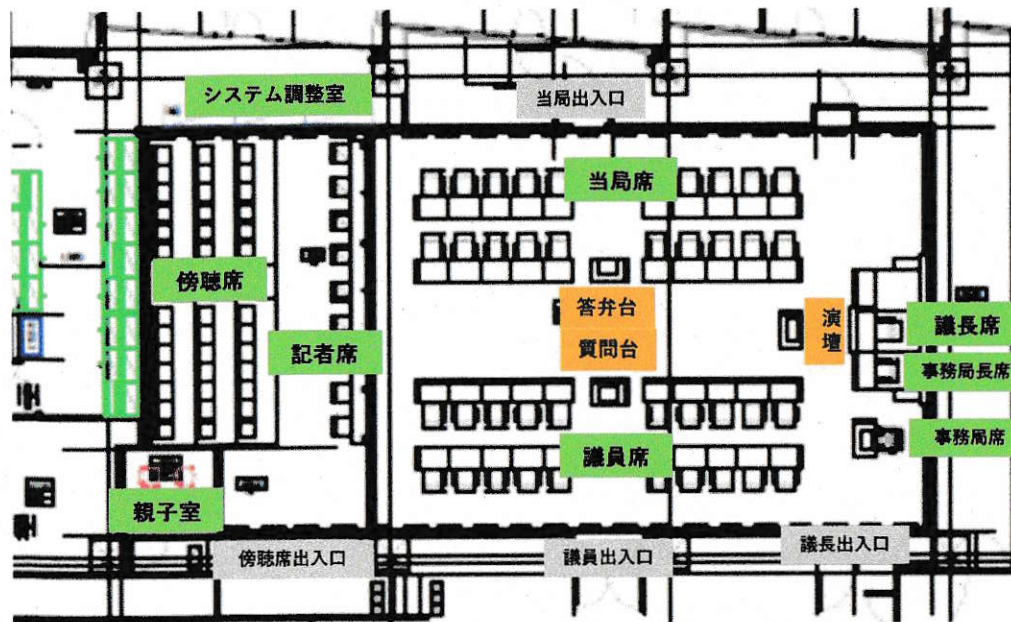 システム調整室
当局出入口
当局席
傍聴席
答弁台
演壇
議長席
記者席
質問台
事務局長席
事務局席
議員席
親子室
傍聴席出入口
議員出入口
議長出入口